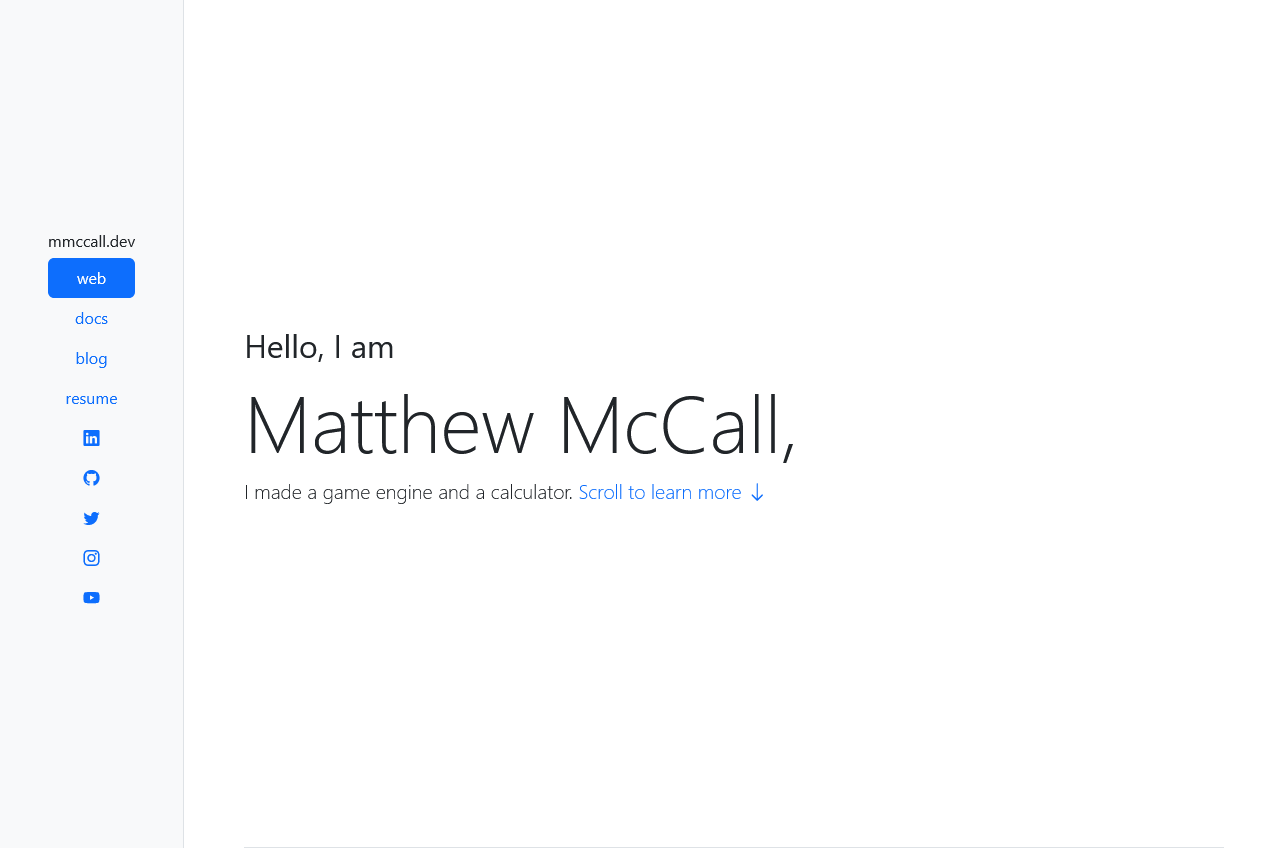 mmccall.dev
web
docs
blog
resume
Hello, I am
Matthew McCall,
I made a game engine and a calculator. Scroll to learn more ↓